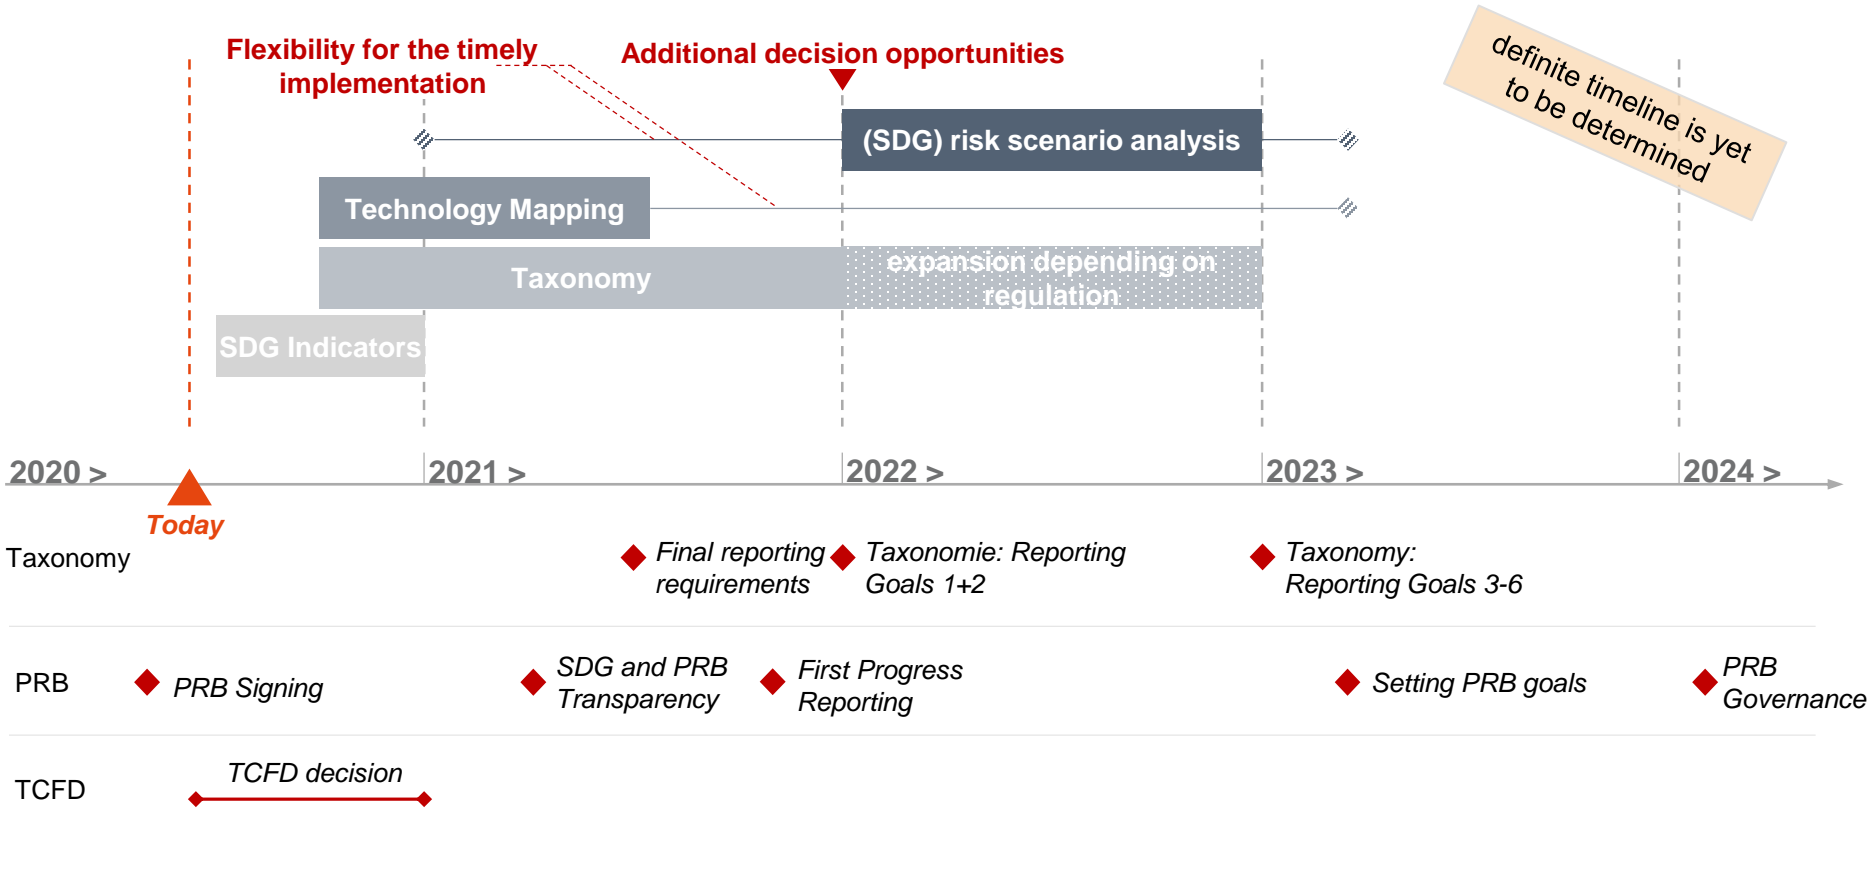 Flexibility for the timely
implementation
Additional decision opportunities
definite timeline is yet
to be determined
(SDG) risk scenario analysis
Technology Mapping
Taxonomy
expansion depending on
regulation
SDG Indicators
2020 >
2021 >
2022 >
2023 >
2024 >
Today
Taxonomy
Final reporting
requirements
Taxonomie: Reporting
Goals 1+2
Taxonomy:
Reporting Goals 3-6
PRB
PRB Signing
SDG and PRB
Transparency
First Progress
Reporting
Setting PRB goals
PRB
Governance
TCFD
TCFD decision